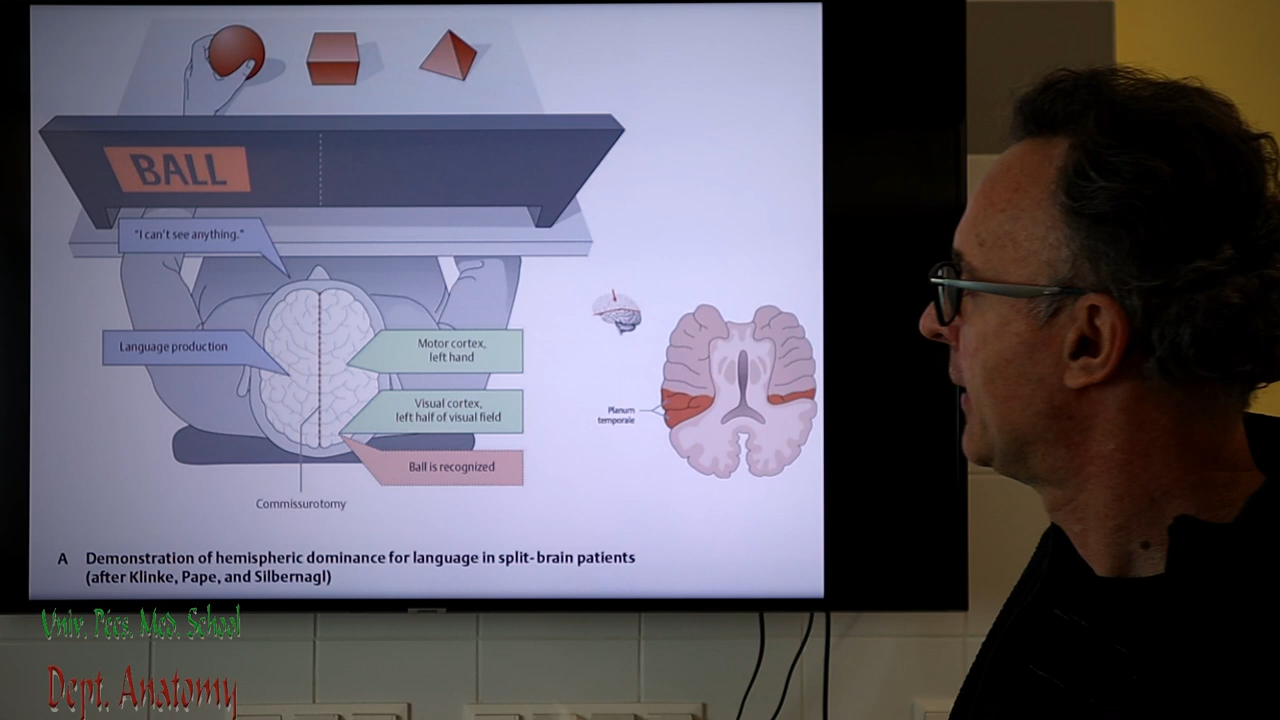 BALL
"I can't see anything."
Language production
Motor cortex,
left hand
Visual cortex,
left half of visual field
Ball is recognized
Commissurotomy
Planum
temporale
A Demonstration of hemispheric dominance for language in split-brain patients
(after Klinke, Pape, and Silbernagl)
Univ. Pécs. Med. School
Dept. Anatomy